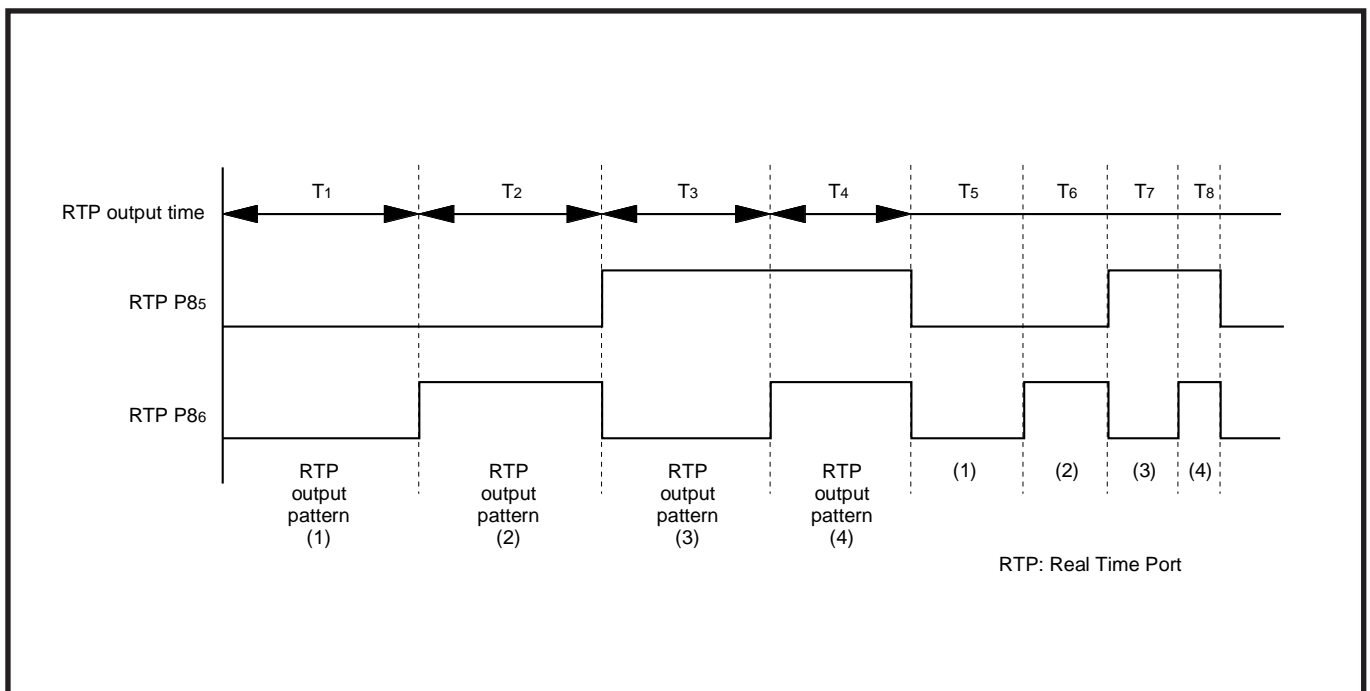 T1 T2 T3 T4 T5 T6 T7 T8
RTP output time
RTP P85
RTP P86
RTP
output
pattern
(1)
RTP
output
pattern
(2)
RTP
output
pattern
(3)
RTP
output
pattern
(4)
(1) (2) (3) (4)
RTP: Real Time Port